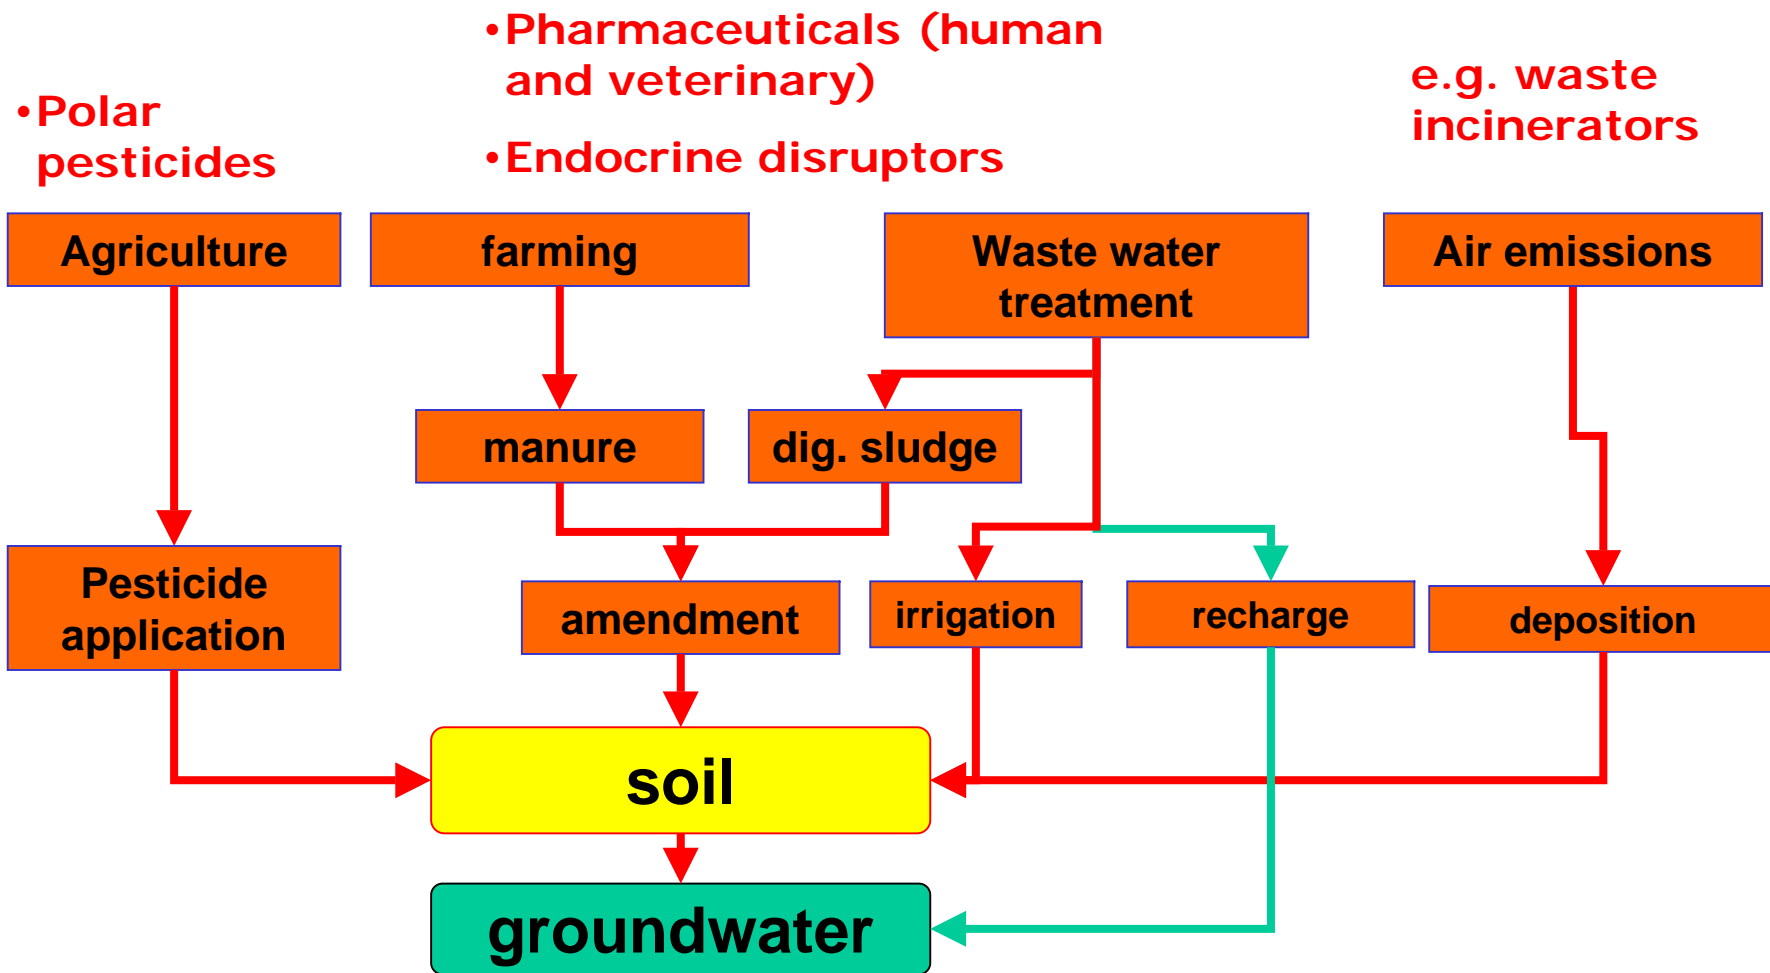 •Pharmaceuticals (human
and veterinary)
•Endocrine disruptors
•Polar
pesticides
e.g. waste
incinerators
Agriculture
farming
Waste water
treatment
Air emissions
manure
dig. sludge
Pesticide
application
amendment
irrigation
recharge
deposition
soil
groundwater